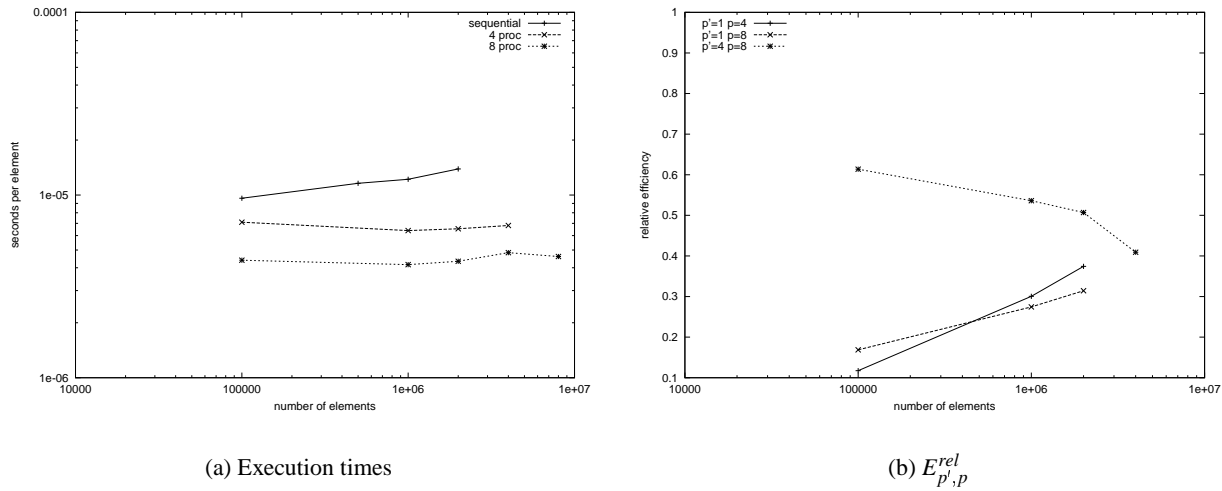 0.0001
1e-05
1e-06
10000
100000
1e+06
1e+07
seconds per element
number of elements
sequential
4 proc
8 proc
(a) Execution times
1
0.9
0.8
0.7
0.6
0.5
0.4
0.3
0.2
0.1
10000
100000
1e+06
1e+07
relative efficiency
number of elements
p'=1 p=4
p'=1 p=8
p'=4 p=8
(b) E^{rel}_{p',p}